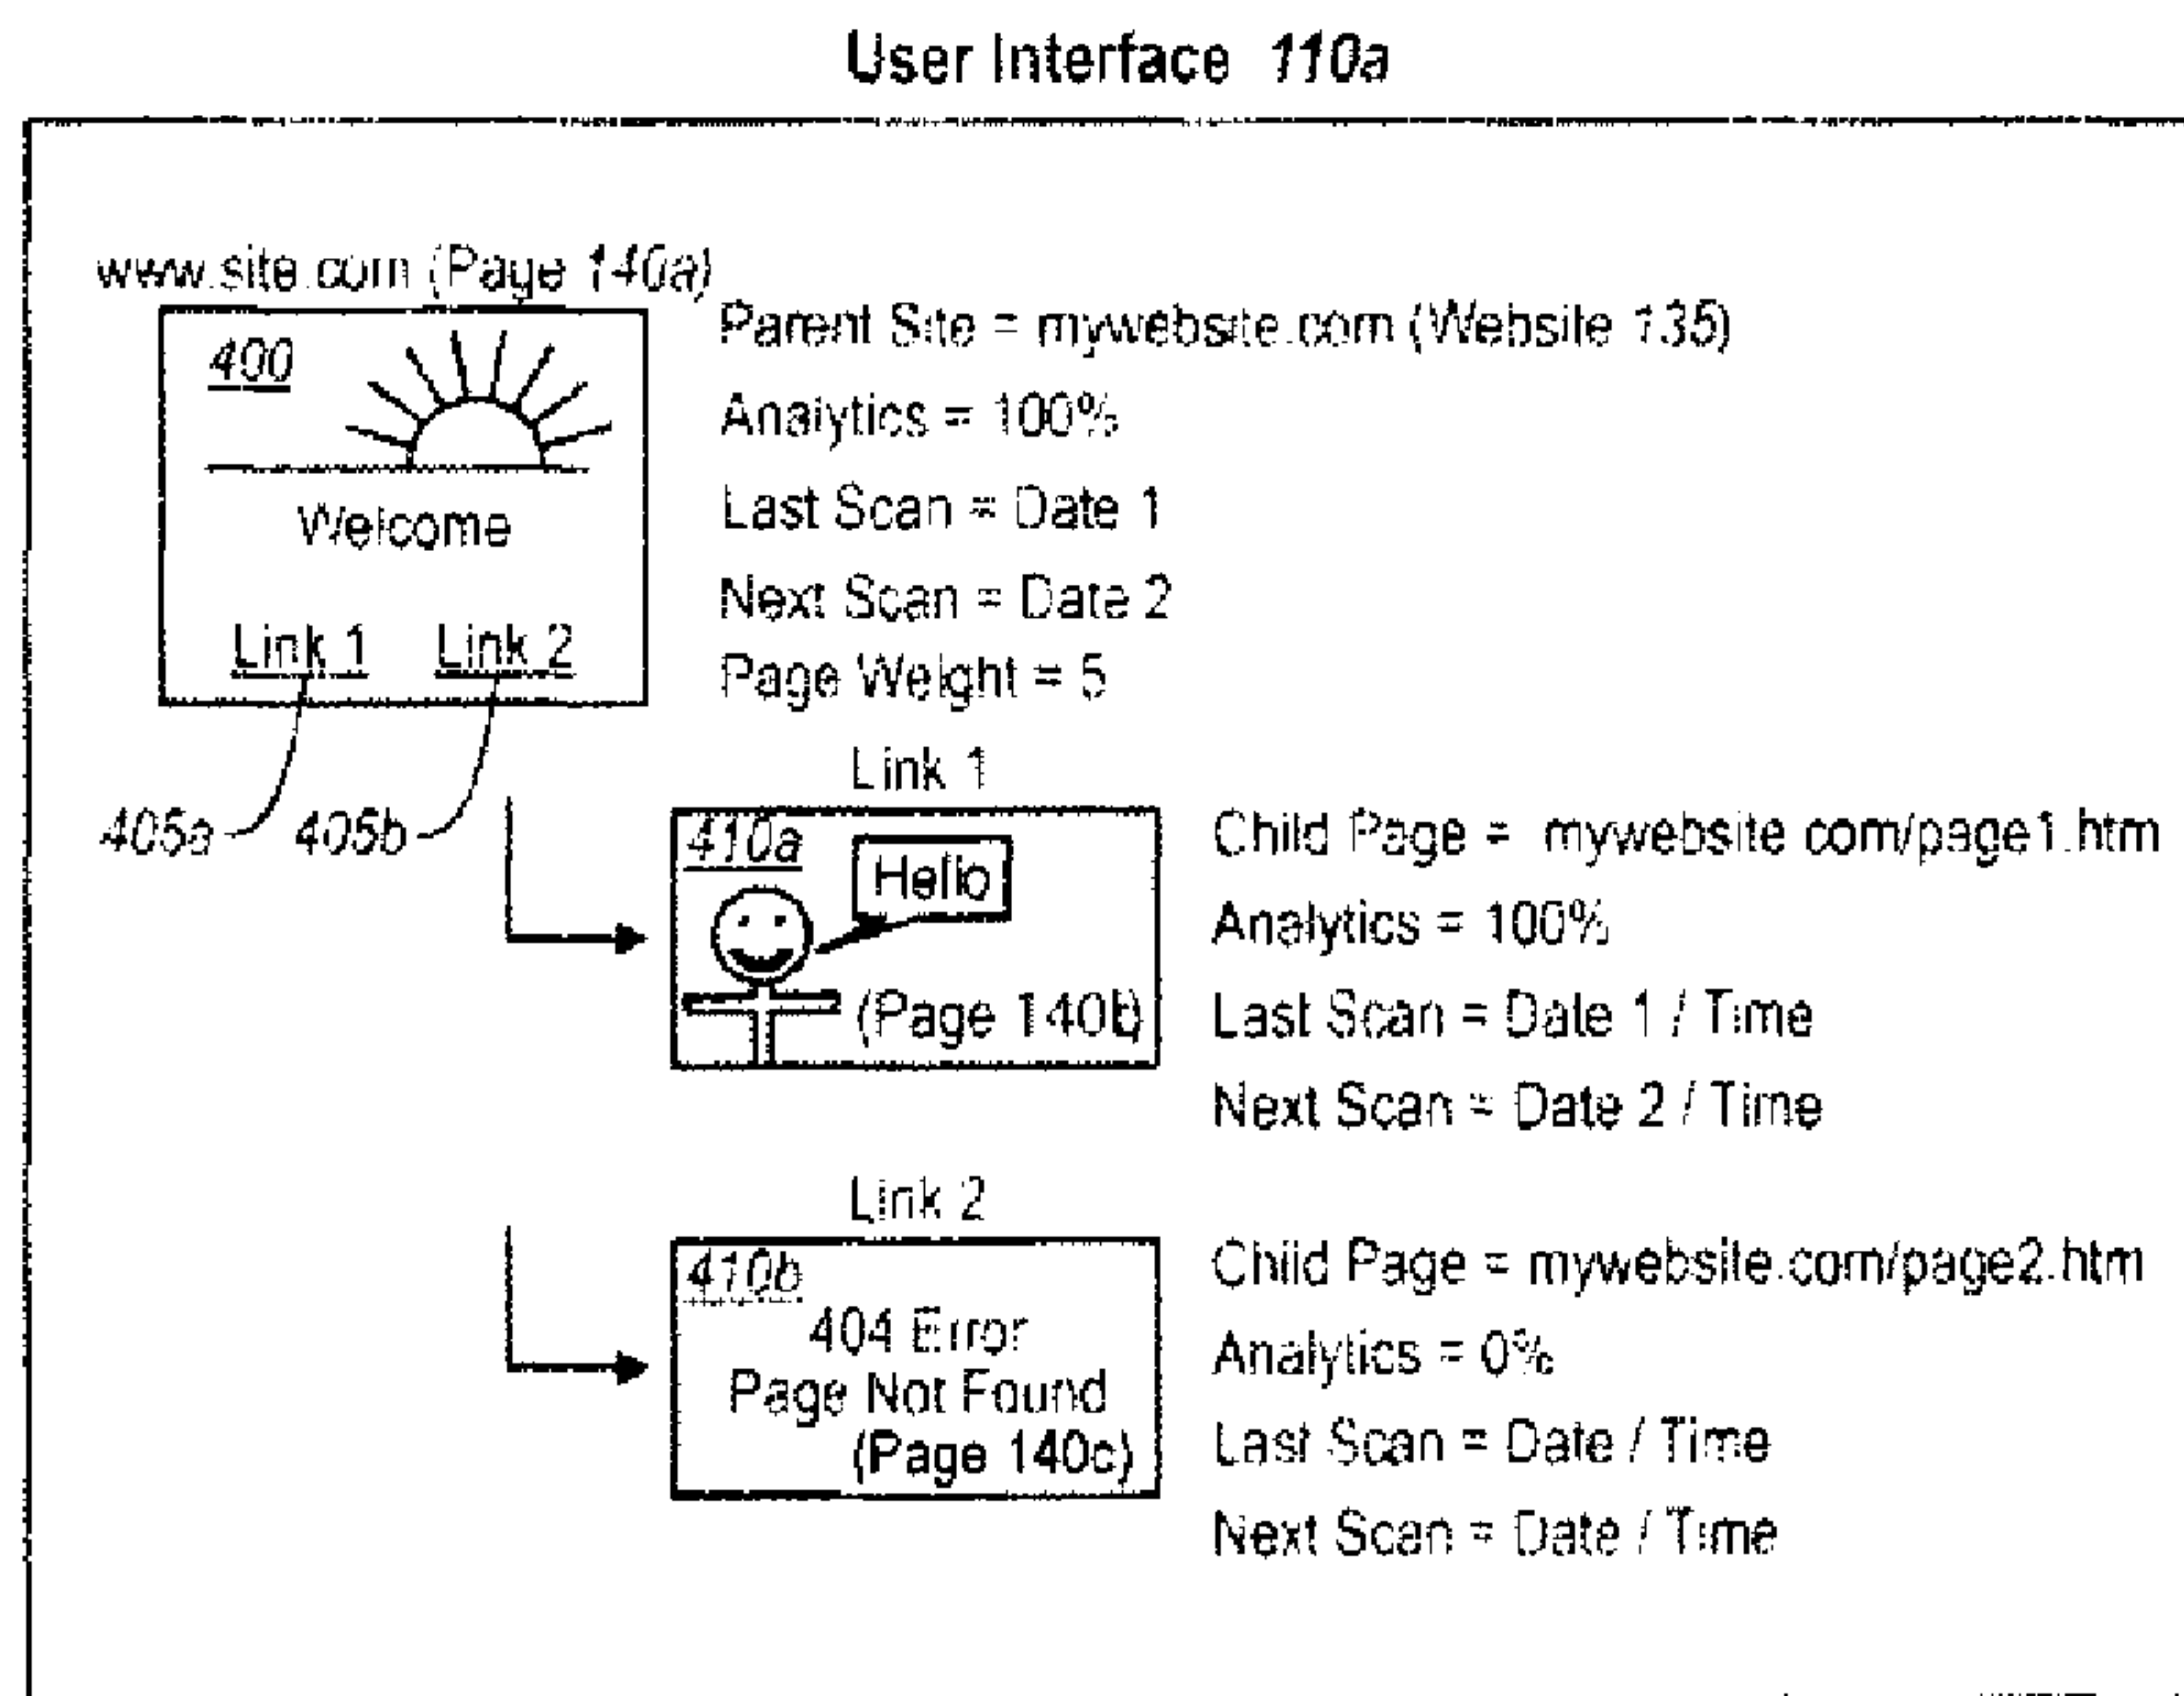 User Interface 110a
www.site.com (Page 140a)
400
Welcome
Link 1 Link 2
405a 405b
Parent Site = mywebsite.com (Website 135)
Analytics = 100%
Last Scan = Date 1
Next Scan = Date 2
Page Weight = 5
Link 1
410a
Hello
(Page 140b)
Child Page = mywebsite.com/page1.htm
Analytics = 100%
Last Scan = Date 1 / Time
Next Scan = Date 2 / Time
Link 2
410b
404 Error
Page Not Found
(Page 140c)
Child Page = mywebsite.com/page2.htm
Analytics = 0%
Last Scan = Date / Time
Next Scan = Date / Time